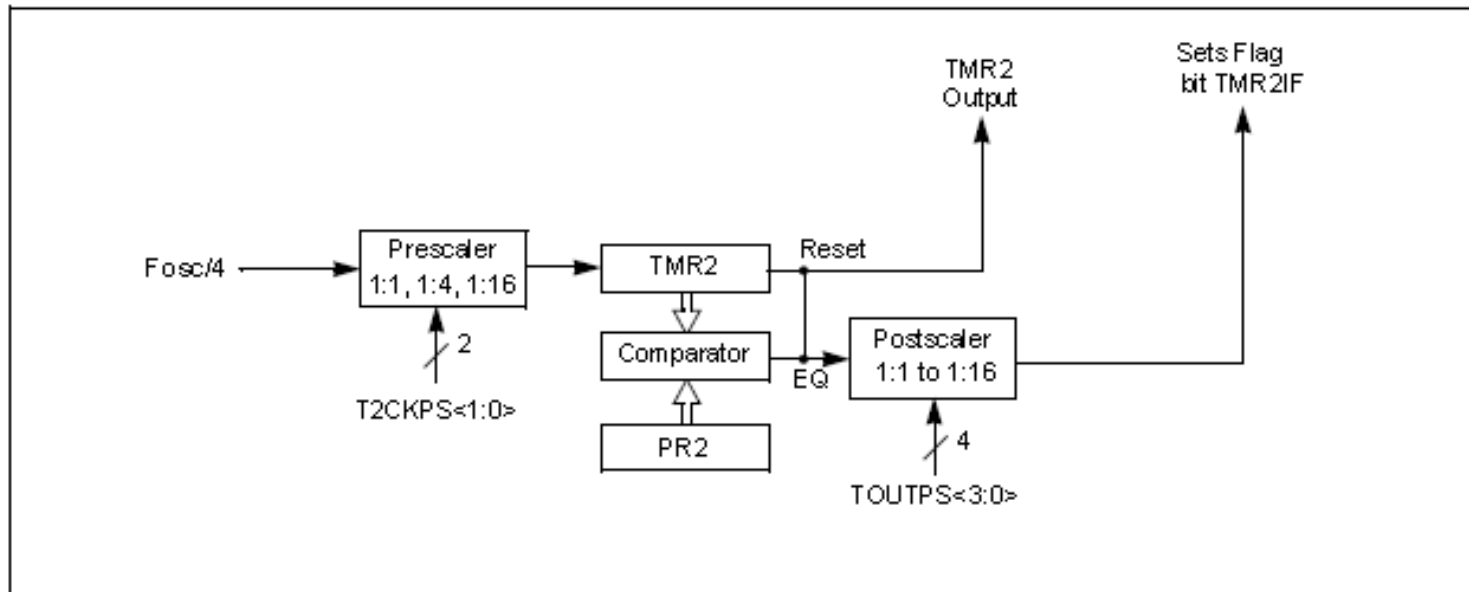 TMR2
Output
Sets Flag
bit TMR2IF
Fosc/4
Prescaler
1:1, 1:4, 1:16
2
T2CKPS<1:0>
TMR2
Reset
Comparator
EQ
PR2
Postscaler
1:1 to 1:16
4
TOUTPS<3:0>